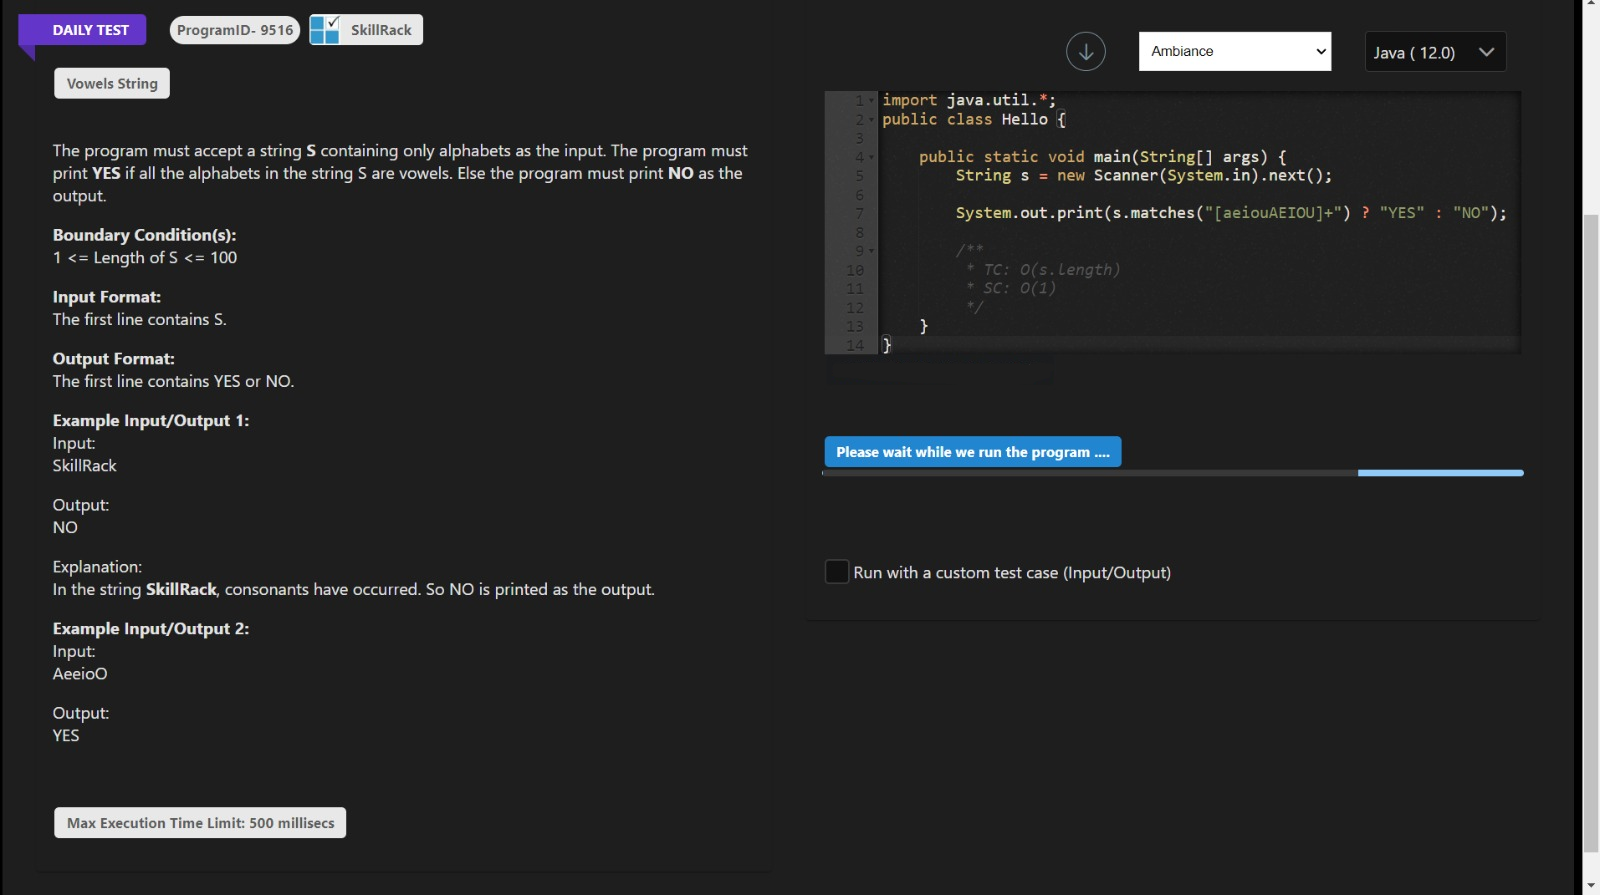 DAILY TEST
ProgramID- 9516
SkillRack
Vowels String
The program must accept a string S containing only alphabets as the input. The program must
print YES if all the alphabets in the string S are vowels. Else the program must print NO as the
output.
Boundary Condition(s):
1 <= Length of S <= 100
Input Format:
The first line contains S.
Output Format:
The first line contains YES or NO.
Example Input/Output 1:
Input:
SkillRack
Output:
NO
Explanation:
In the string SkillRack, consonants have occurred. So NO is printed as the output.
Example Input/Output 2:
Input:
AeeioO
Output:
YES
Max Execution Time Limit: 500 millisecs
Ambiance
Java ( 12.0)
1 import java.util.*;
2 public class Hello {
3
4     public static void main(String[] args) {
5         String s = new Scanner(System.in).next();
6
7         System.out.print(s.matches("[aeiouAEIOU]+") ? "YES" : "NO");
8
9         /**
10          * TC: O(s.length)
11          * SC: O(1)
12          */
13     }
14 }
Please wait while we run the program ....
Run with a custom test case (Input/Output)